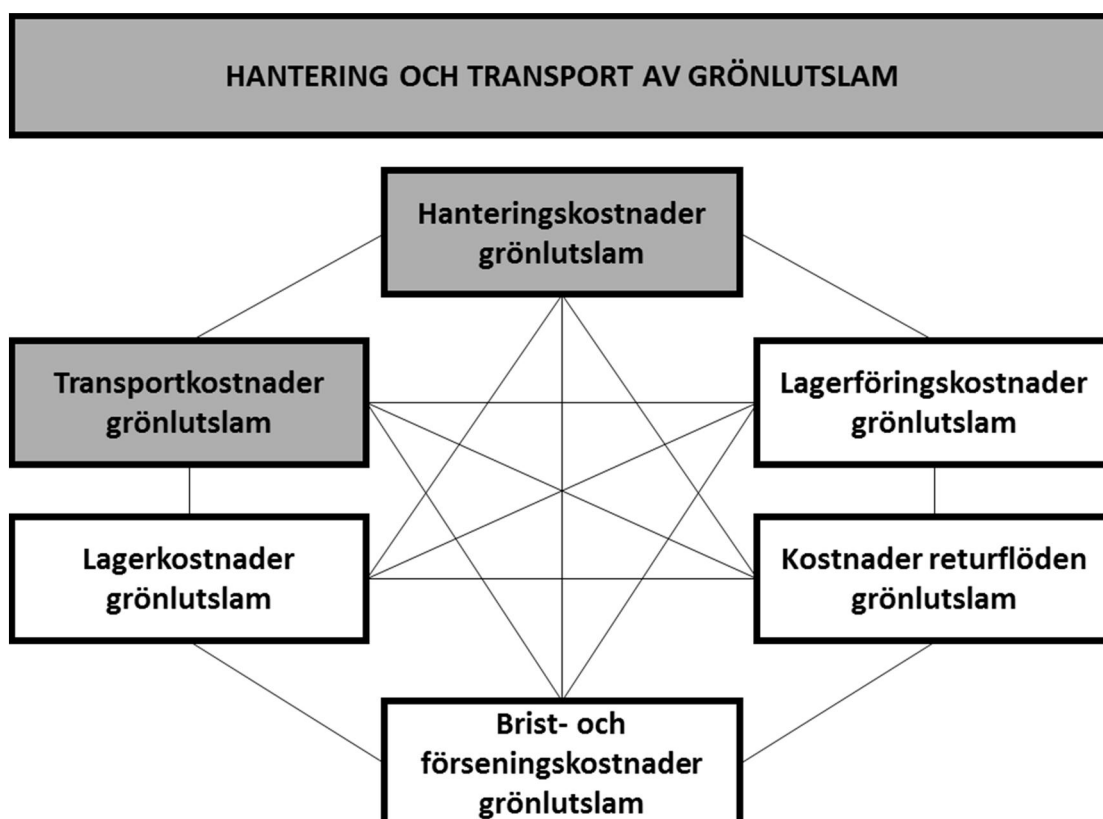 HANTERING OCH TRANSPORT AV GRÖNLUTSLAM
Hanteringskostnader
grönlutslam
Transportkostnader
grönlutslam
Lagerföringskostnader
grönlutslam
Lagerkostnader
grönlutslam
Kostnader returflöden
grönlutslam
Brist- och
förseningskostnader
grönlutslam